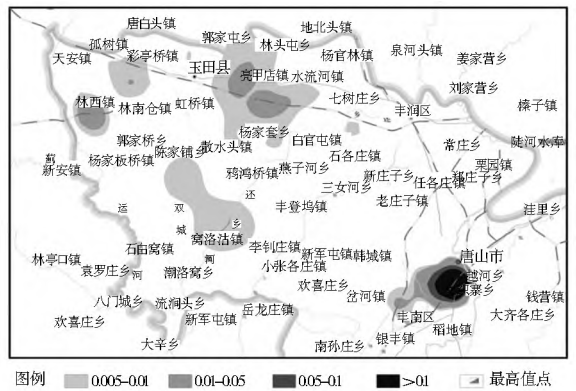 唐白头镇
地北头镇
孤树镇
郭家屯乡
林头屯乡
天安镇
彩亭桥镇
杨官林镇
泉河头镇
姜家营乡
玉田县
亮甲店镇
水流河镇
刘家营乡
林西镇
林南仓镇
虹桥镇
七树庄乡
丰润区
榛子镇
郭家桥乡
杨家套乡
散水头镇
白官屯镇
常庄乡
陡河水库
蓟
新安镇
杨家板桥镇
陈家铺乡
石各庄镇
栗园镇
鸦鸿桥镇
燕子河乡
新庄子乡
任各庄镇
郑庄子乡
三女河乡
老庄子镇
运
双
城
还
乡
河
丰登坞镇
洼里乡
窝洛沽镇
石臼窝镇
李钊庄镇
新军屯镇
韩城镇
唐山市
林亭口镇
袁罗庄乡
河
潮洛窝乡
小张各庄镇
越河乡
欢喜庄乡
岔河镇
钱营镇
八门城乡
流涧头乡
岳龙庄镇
丰南区
大齐各庄乡
欢喜庄乡
新军屯镇
稻地镇
大辛乡
南孙庄乡
银丰镇
图例
0.005-0.01
0.01-0.05
0.05-0.1
>0.1
最高值点